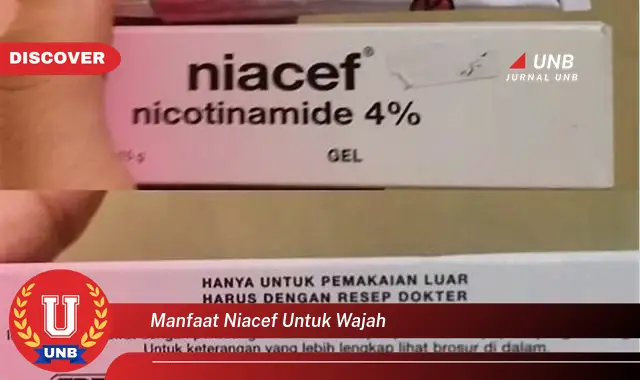 DISCOVER
niacef®
UNB
JURNAL UNB
nicotinamide 4%
GEL
HANYA UNTUK PEMAKAIAN LUAR
HARUS DENGAN RESEP DOKTER
Manfaat Niacef Untuk Wajah
U
UNB
Untuk keterangan yang lebih lengkap lihat brosur di dalam.